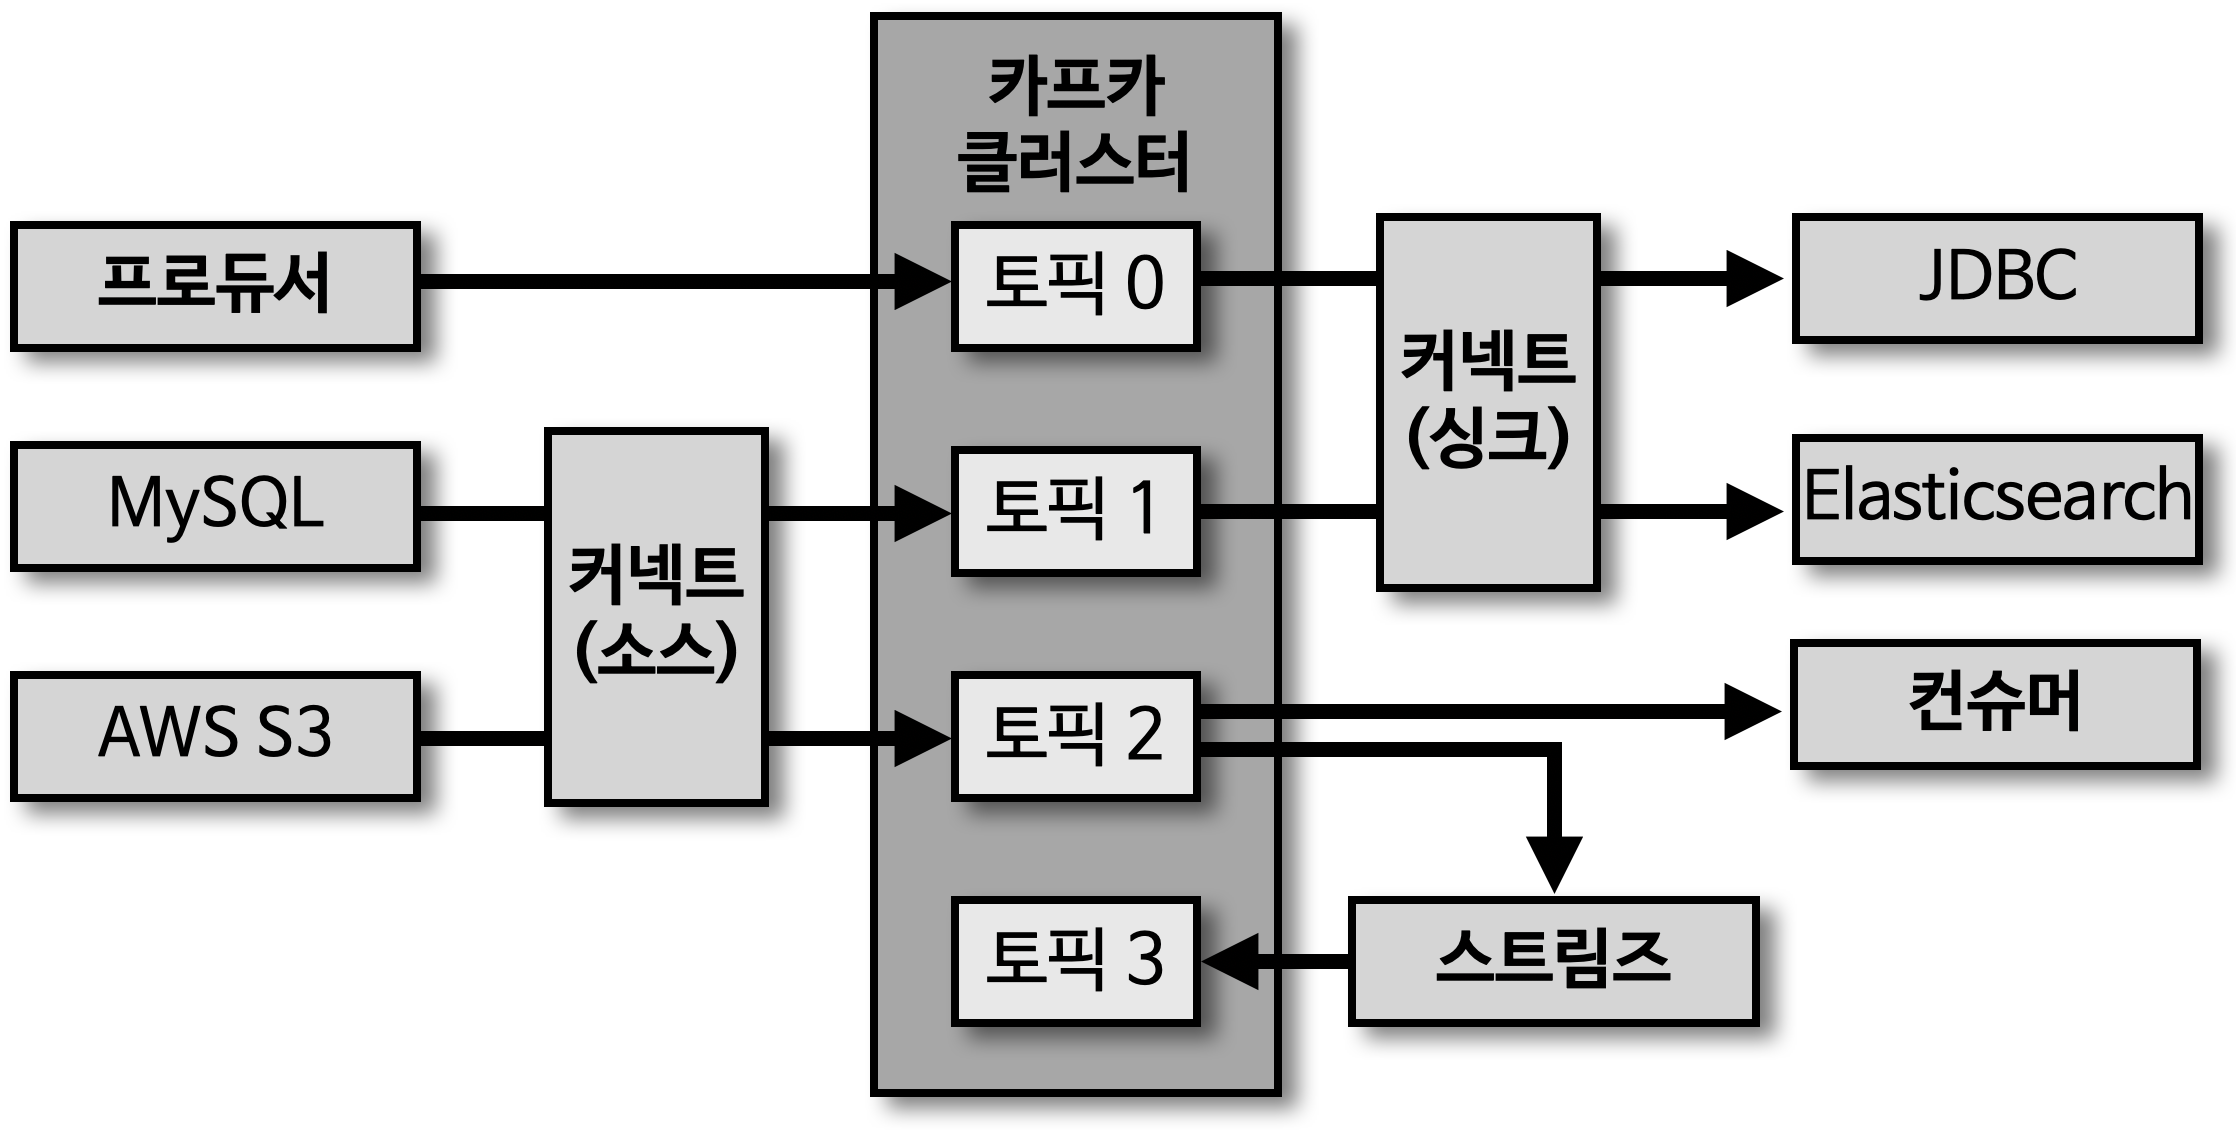 카프카
클러스터
프로듀서
토픽 0
JDBC
커넥트
(싱크)
MySQL
토픽 1
Elasticsearch
커넥트
(소스)
AWS S3
토픽 2
컨슈머
토픽 3
스트림즈